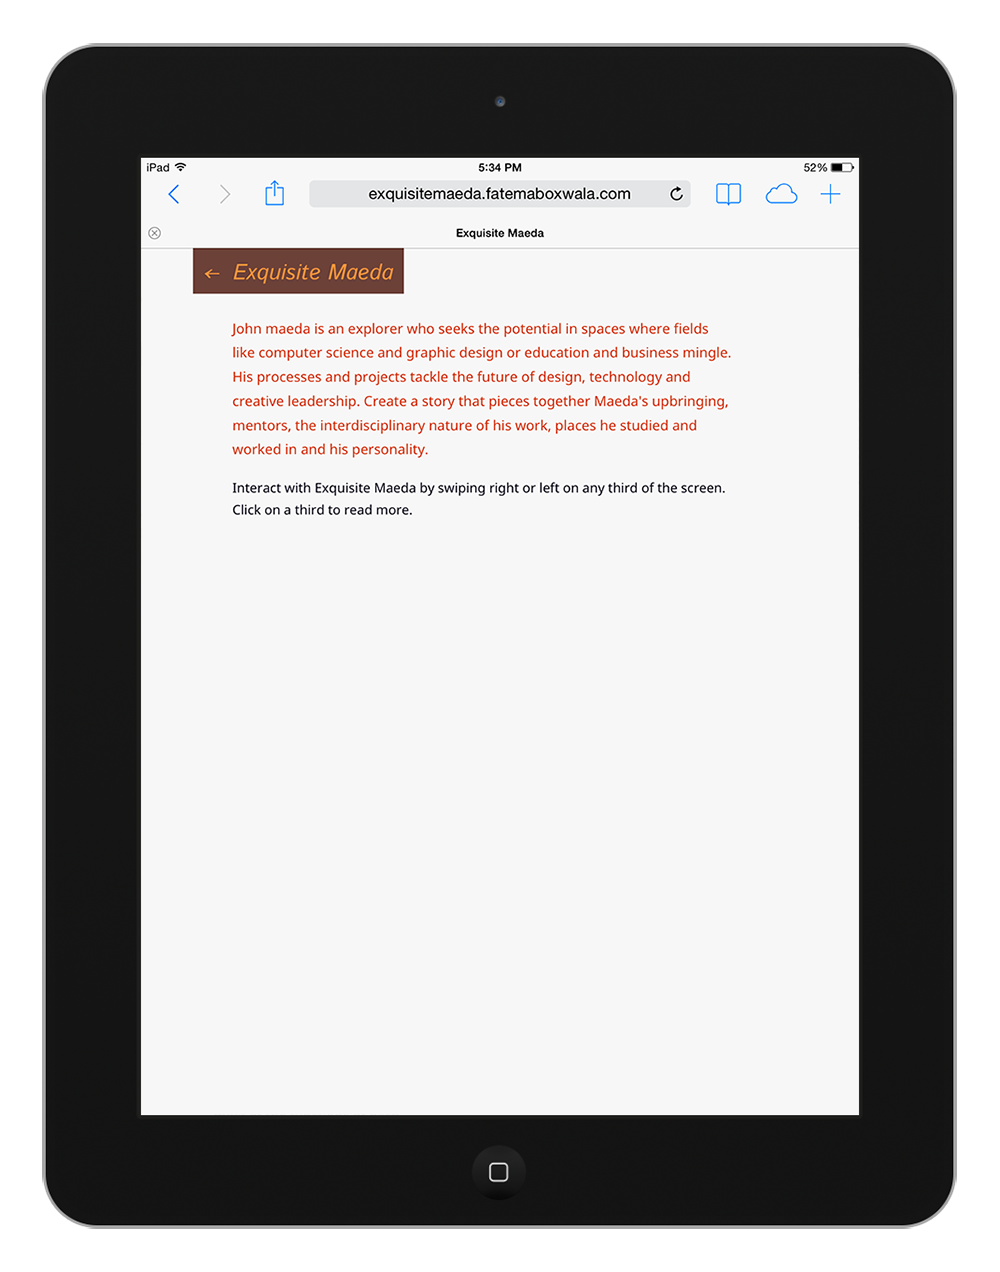 iPad 5:34 PM 52%
exquisitemaeda.fatemaboxwala.com
Exquisite Maeda
← Exquisite Maeda
John maeda is an explorer who seeks the potential in spaces where fields
like computer science and graphic design or education and business mingle.
His processes and projects tackle the future of design, technology and
creative leadership. Create a story that pieces together Maeda's upbringing,
mentors, the interdisciplinary nature of his work, places he studied and
worked in and his personality.
Interact with Exquisite Maeda by swiping right or left on any third of the screen.
Click on a third to read more.